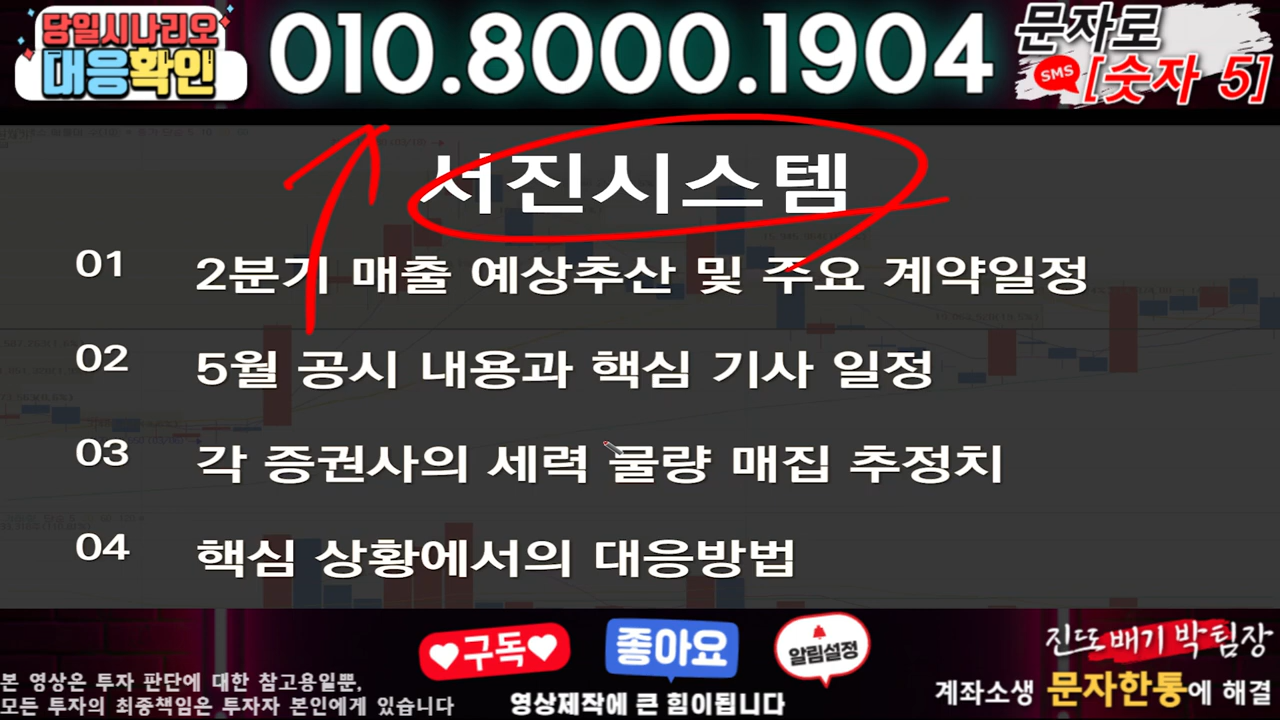 당일시나리오
대응확인
010.8000.1904
문자로
SMS [숫자 5]
서진시스템
01 2분기 매출 예상추산 및 주요 계약일정
02 5월 공시 내용과 핵심 기사 일정
03 각 증권사의 세력 물량 매집 추정치
04 핵심 상황에서의 대응방법
구독
좋아요
알림설정
진또배기 박팀장
본 영상은 투자 판단에 대한 참고용일뿐,
모든 투자의 최종책임은 투자자 본인에게 있습니다
영상제작에 큰 힘이됩니다
계좌소생 문자한통에 해결